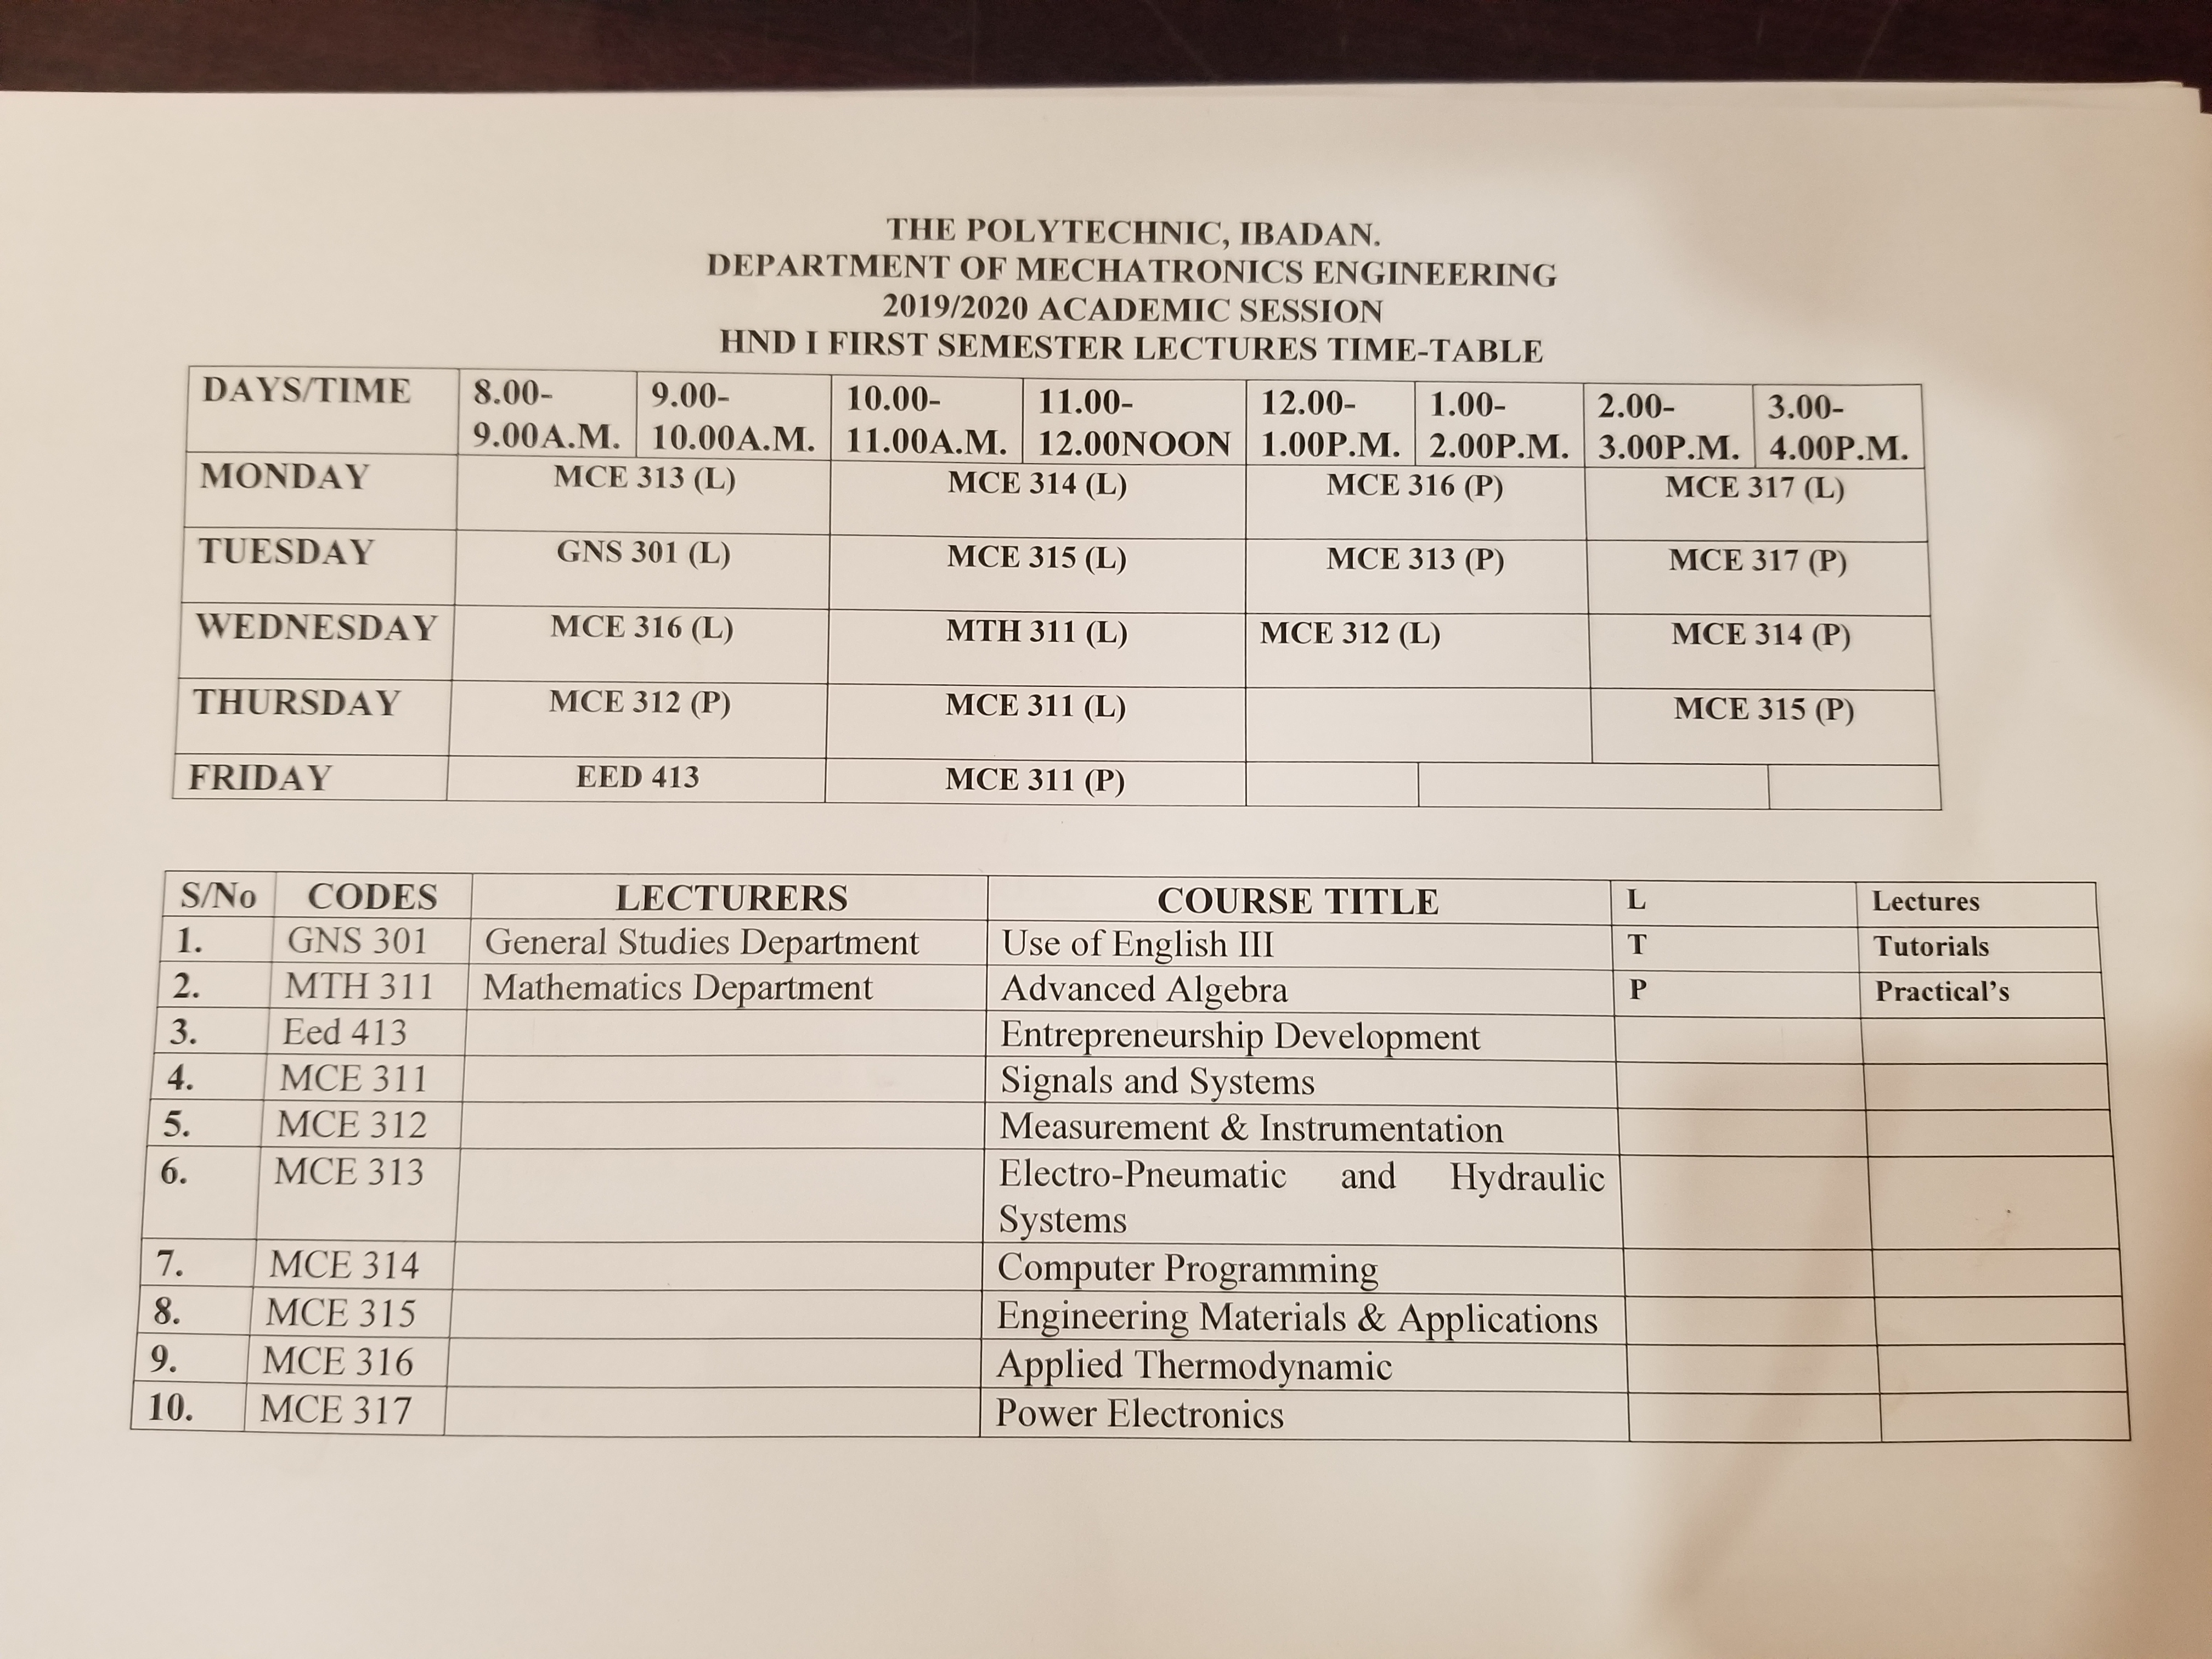 THE POLYTECHNIC, IBADAN.
DEPARTMENT OF MECHATRONICS ENGINEERING
2019/2020 ACADEMIC SESSION
HND I FIRST SEMESTER LECTURES TIME-TABLE
DAYS/TIME 8.00-9.00A.M. 9.00-10.00A.M. 10.00-11.00A.M. 11.00-12.00NOON 12.00-1.00P.M. 1.00-2.00P.M. 2.00-3.00P.M. 3.00-4.00P.M.
MONDAY MCE 313 (L) MCE 314 (L) MCE 316 (P) MCE 317 (L)
TUESDAY GNS 301 (L) MCE 315 (L) MCE 313 (P) MCE 317 (P)
WEDNESDAY MCE 316 (L) MTH 311 (L) MCE 312 (L) MCE 314 (P)
THURSDAY MCE 312 (P) MCE 311 (L) MCE 315 (P)
FRIDAY EED 413 MCE 311 (P)
S/No CODES LECTURERS COURSE TITLE L Lectures
1. GNS 301 General Studies Department Use of English III T Tutorials
2. MTH 311 Mathematics Department Advanced Algebra P Practical's
3. Eed 413 Entrepreneurship Development
4. MCE 311 Signals and Systems
5. MCE 312 Measurement & Instrumentation
6. MCE 313 Electro-Pneumatic and Hydraulic
Systems
7. MCE 314 Computer Programming
8. MCE 315 Engineering Materials & Applications
9. MCE 316 Applied Thermodynamic
10. MCE 317 Power Electronics